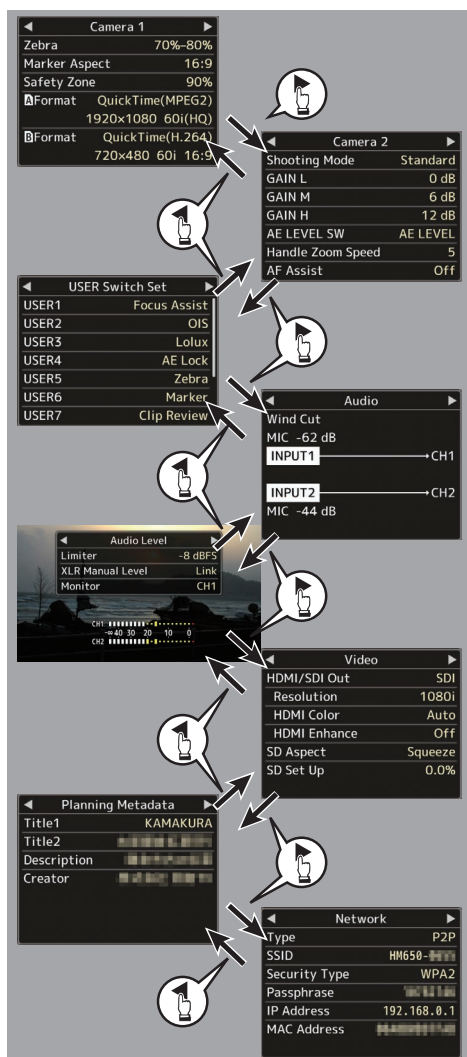 Camera 1
Zebra 70%–80%
Marker Aspect 16:9
Safety Zone 90%
AFormat QuickTime(MPEG2)
1920×1080 60i(HQ)
BFormat QuickTime(H.264)
720×480 60i 16:9
Camera 2
Shooting Mode Standard
GAIN L 0 dB
GAIN M 6 dB
GAIN H 12 dB
AE LEVEL SW AE LEVEL
Handle Zoom Speed 5
AF Assist Off
USER Switch Set
USER1 Focus Assist
USER2 OIS
USER3 Lolux
USER4 AE Lock
USER5 Zebra
USER6 Marker
USER7 Clip Review
Audio
Wind Cut
MIC -62 dB
INPUT1 CH1
INPUT2 CH2
MIC -44 dB
Audio Level
Limiter -8 dBFS
XLR Manual Level Link
Monitor CH1
CH1
-∞ 40 30 20 10 0
CH2
Video
HDMI/SDI Out SDI
Resolution 1080i
HDMI Color Auto
HDMI Enhance Off
SD Aspect Squeeze
SD Set Up 0.0%
Planning Metadata
Title1 KAMAKURA
Title2
Description
Creator
Network
Type P2P
SSID HM650-
Security Type WPA2
Passphrase
IP Address 192.168.0.1
MAC Address